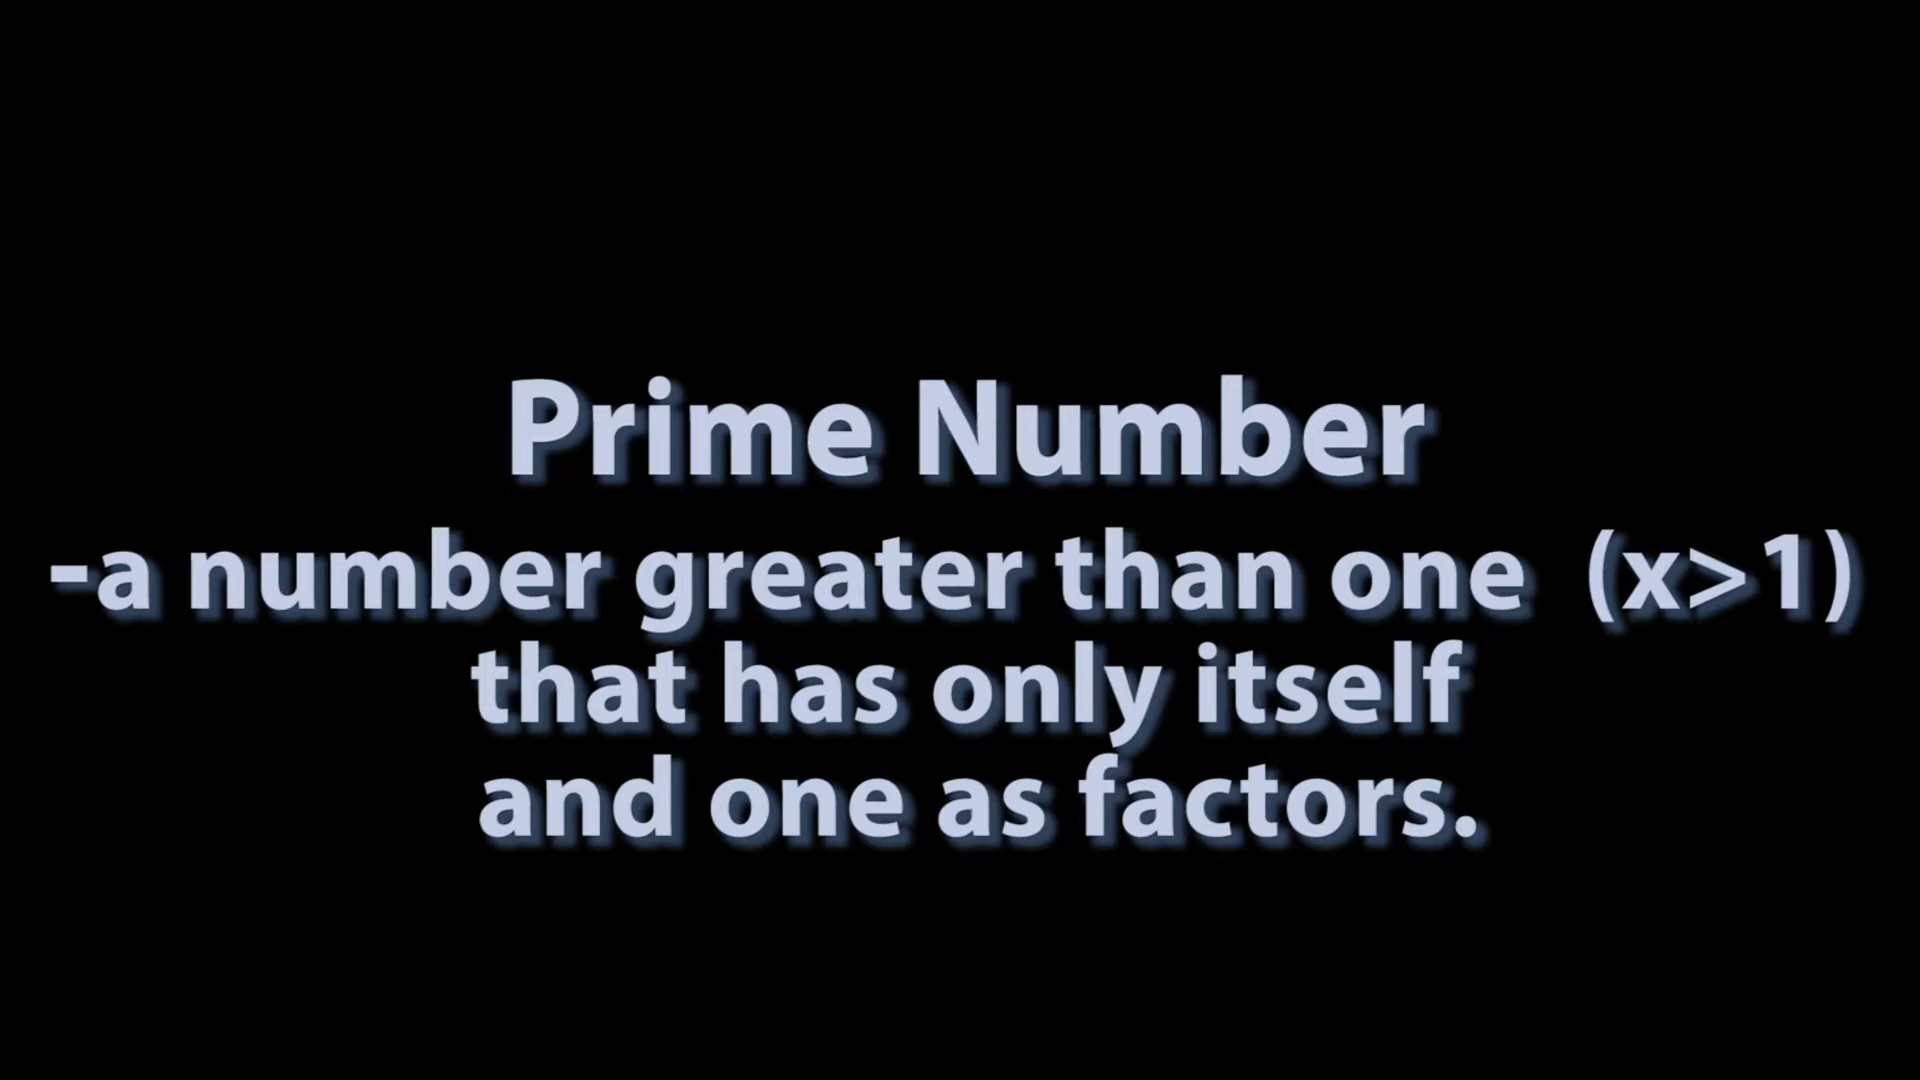 Prime Number
-a number greater than one (x>1)
that has only itself
and one as factors.